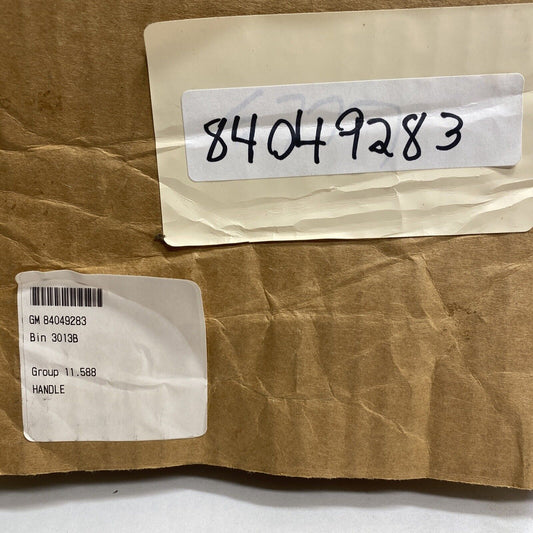 84049283
GM 84049283
Bin 3013B
Group 11.588
HANDLE